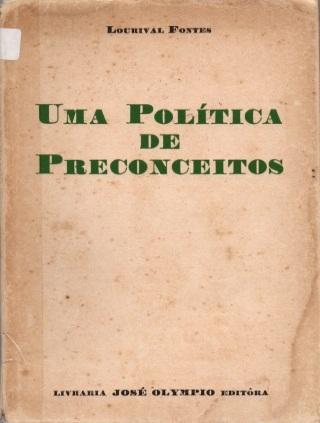 LOURIVAL FONTES
UMA POLÍTICA
DE
PRECONCEITOS
LIVRARIA JOSÉ OLYMPIO EDITÔRA